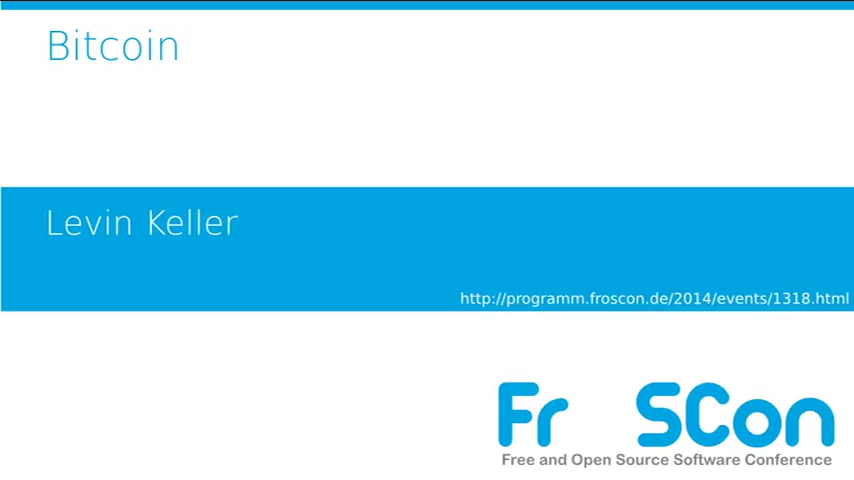 Bitcoin
Levin Keller
http://programm.froscon.de/2014/events/1318.html
Fr SCon
Free and Open Source Software Conference